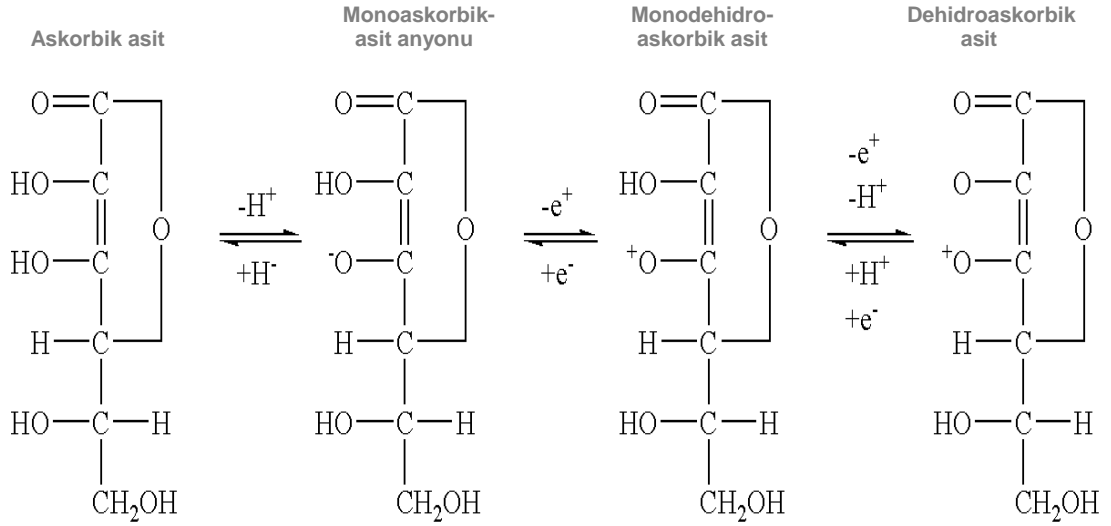 Askorbik asit
Monoaskorbik-
asit anyonu
Monodehidro-
askorbik asit
Dehidroaskorbik
asit
O=C
HO—C
HO—C
O
H—C
HO—C—H
CH₂OH
-H⁺
+H⁻
O=C
HO—C
⁻O—C
O
H—C
HO—C—H
CH₂OH
-e⁺
+e⁻
O=C
HO—C
⁺O—C
O
H—C
HO—C—H
CH₂OH
-e⁺
-H⁺
+H⁺
+e⁻
O=C
O—C
⁺O—C
O
H—C
HO—C—H
CH₂OH